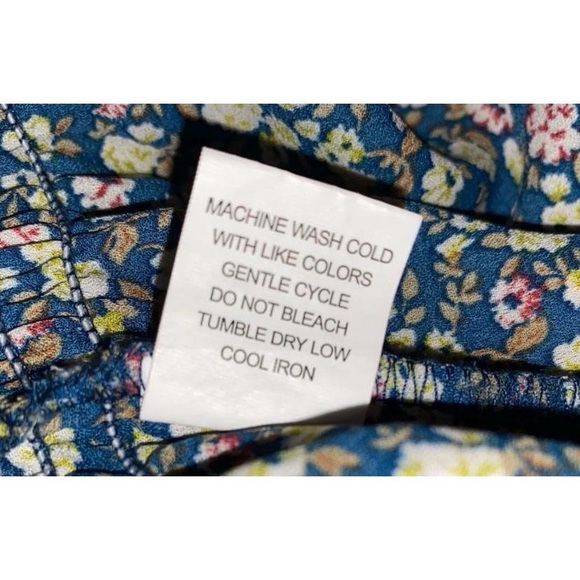 MACHINE WASH COLD
WITH LIKE COLORS
GENTLE CYCLE
DO NOT BLEACH
TUMBLE DRY LOW
COOL IRON